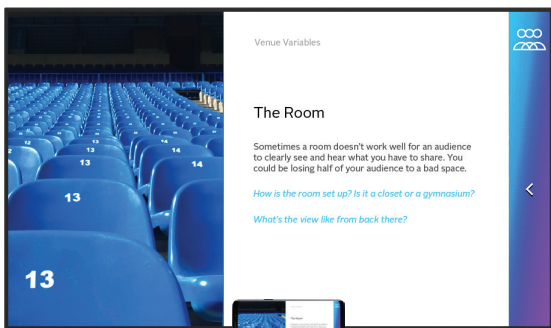 Venue Variables
The Room
Sometimes a room doesn't work well for an audience
to clearly see and hear what you have to share. You
could be losing half of your audience to a bad space.
How is the room set up? Is it a closet or a gymnasium?
What's the view like from back there?
12
14
13
14
13
14
13
13
The Room